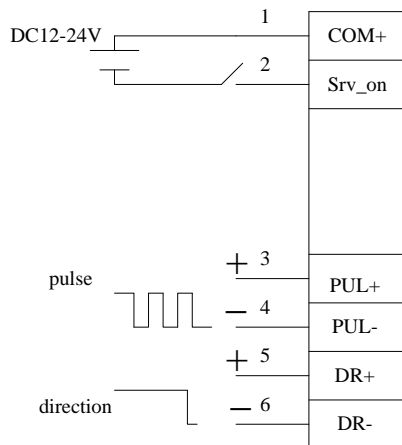 1
DC12-24V
COM+
2
Srv_on
3
+
pulse
PUL+
4
−
PUL-
5
+
DR+
direction
6
−
DR-